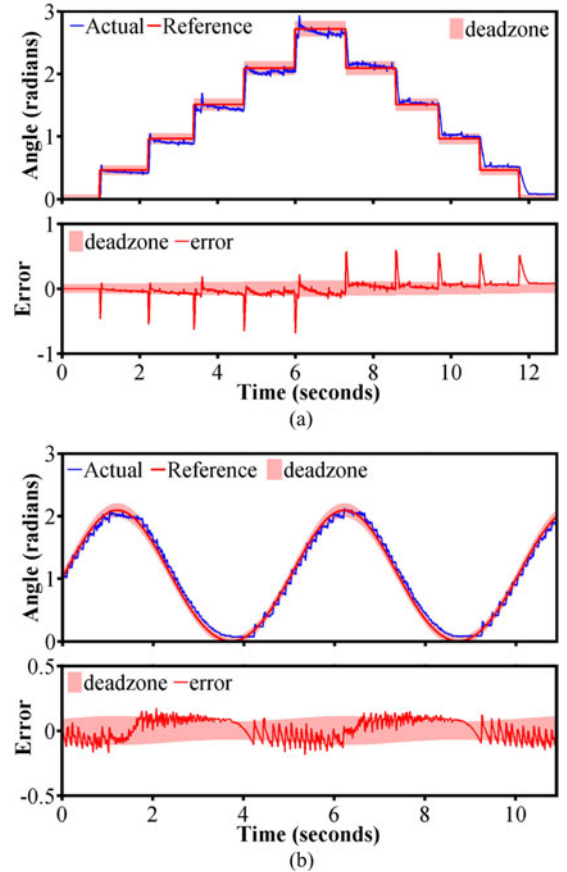 Actual Reference deadzone
Angle (radians)
3
2
1
0
deadzone error
Error
1
0
-1
0 2 4 6 8 10 12
Time (seconds)
(a)
Actual Reference deadzone
Angle (radians)
3
2
1
0
deadzone error
Error
0.5
0
-0.5
0 2 4 6 8 10
Time (seconds)
(b)